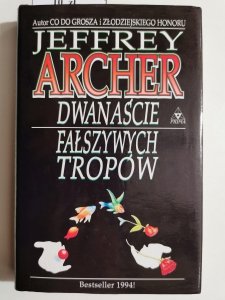 Autor CO DO GROSZA i ZŁODZIEJSKIEGO HONORU
JEFFREY
ARCHER
DWANAŚCIE
FAŁSZYWYCH
TROPÓW
Bestseller 1994!